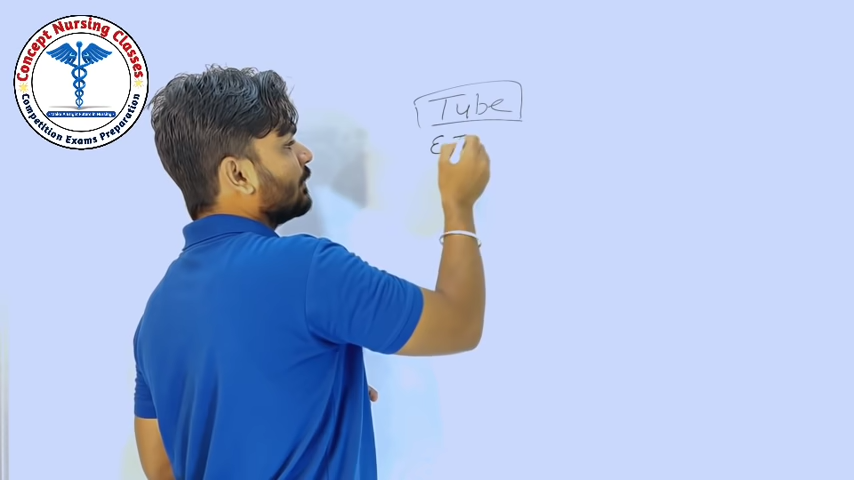 Concept Nursing Classes
Competition Exams Preparation
Tube
E T